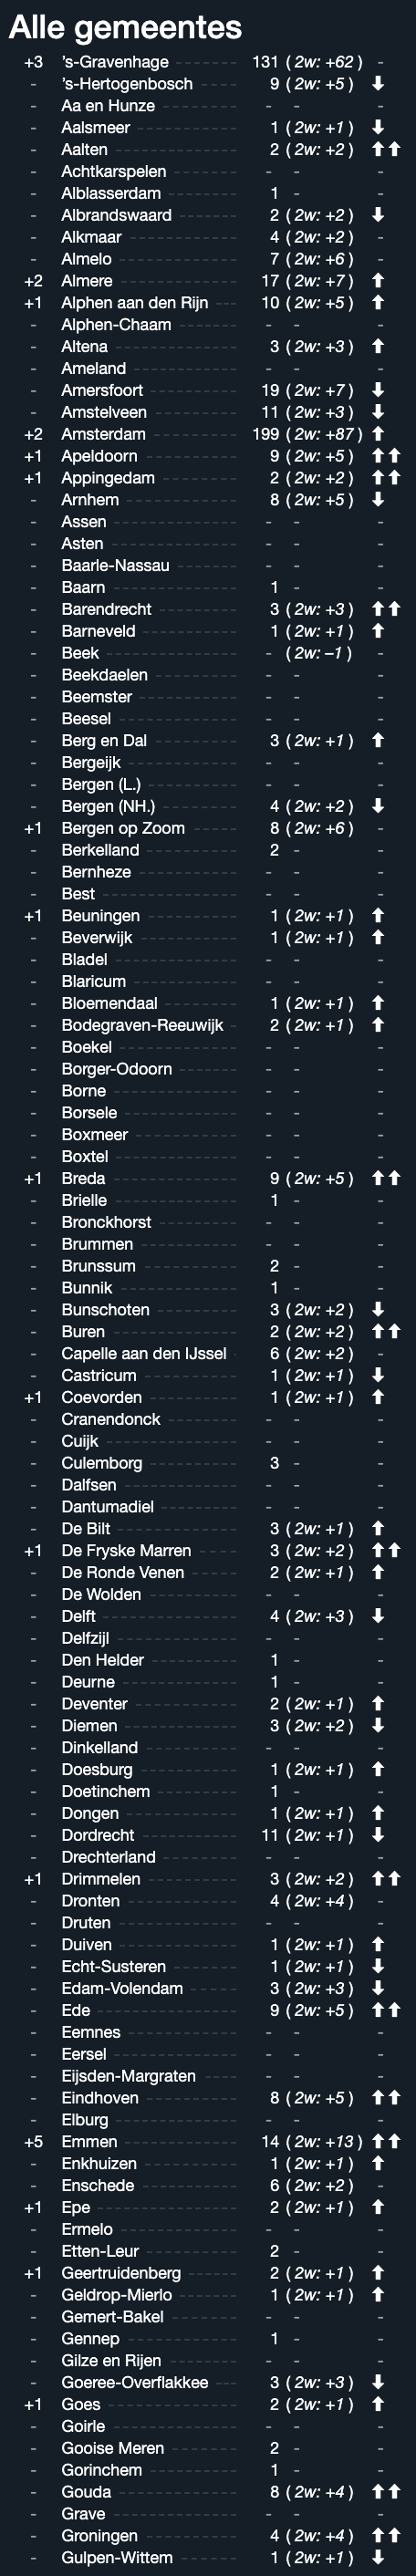 Alle gemeentes
+3 's-Gravenhage 131 ( 2w: +62 ) -
- 's-Hertogenbosch 9 ( 2w: +5 ) ⬇
- Aa en Hunze - - -
- Aalsmeer 1 ( 2w: +1 ) ⬇
- Aalten 2 ( 2w: +2 ) ⬆⬆
- Achtkarspelen - - -
- Alblasserdam 1 - -
- Albrandswaard 2 ( 2w: +2 ) ⬇
- Alkmaar 4 ( 2w: +2 ) -
- Almelo 7 ( 2w: +6 ) -
+2 Almere 17 ( 2w: +7 ) ⬆
+1 Alphen aan den Rijn 10 ( 2w: +5 ) ⬆
- Alphen-Chaam - - -
- Altena 3 ( 2w: +3 ) ⬆
- Ameland - - -
- Amersfoort 19 ( 2w: +7 ) ⬇
- Amstelveen 11 ( 2w: +3 ) ⬇
+2 Amsterdam 199 ( 2w: +87 ) ⬆
+1 Apeldoorn 9 ( 2w: +5 ) ⬆⬆
+1 Appingedam 2 ( 2w: +2 ) ⬆⬆
- Arnhem 8 ( 2w: +5 ) ⬇
- Assen - - -
- Asten - - -
- Baarle-Nassau - - -
- Baarn 1 - -
- Barendrecht 3 ( 2w: +3 ) ⬆⬆
- Barneveld 1 ( 2w: +1 ) ⬆
- Beek - ( 2w: –1 ) -
- Beekdaelen - - -
- Beemster - - -
- Beesel - - -
- Berg en Dal 3 ( 2w: +1 ) ⬆
- Bergeijk - - -
- Bergen (L.) - - -
- Bergen (NH.) 4 ( 2w: +2 ) ⬇
+1 Bergen op Zoom 8 ( 2w: +6 ) -
- Berkelland 2 - -
- Bernheze - - -
- Best - - -
+1 Beuningen 1 ( 2w: +1 ) ⬆
- Beverwijk 1 ( 2w: +1 ) ⬆
- Bladel - - -
- Blaricum - - -
- Bloemendaal 1 ( 2w: +1 ) ⬆
- Bodegraven-Reeuwijk 2 ( 2w: +1 ) ⬆
- Boekel - - -
- Borger-Odoorn - - -
- Borne - - -
- Borsele - - -
- Boxmeer - - -
- Boxtel - - -
+1 Breda 9 ( 2w: +5 ) ⬆⬆
- Brielle 1 - -
- Bronckhorst - - -
- Brummen - - -
- Brunssum 2 - -
- Bunnik 1 - -
- Bunschoten 3 ( 2w: +2 ) ⬇
- Buren 2 ( 2w: +2 ) ⬆⬆
- Capelle aan den IJssel 6 ( 2w: +2 ) -
- Castricum 1 ( 2w: +1 ) ⬇
+1 Coevorden 1 ( 2w: +1 ) ⬆
- Cranendonck - - -
- Cuijk - - -
- Culemborg 3 - -
- Dalfsen - - -
- Dantumadiel - - -
- De Bilt 3 ( 2w: +1 ) ⬆
+1 De Fryske Marren 3 ( 2w: +2 ) ⬆⬆
- De Ronde Venen 2 ( 2w: +1 ) ⬆
- De Wolden - - -
- Delft 4 ( 2w: +3 ) ⬇
- Delfzijl - - -
- Den Helder 1 - -
- Deurne 1 - -
- Deventer 2 ( 2w: +1 ) ⬆
- Diemen 3 ( 2w: +2 ) ⬇
- Dinkelland - - -
- Doesburg 1 ( 2w: +1 ) ⬆
- Doetinchem 1 - -
- Dongen 1 ( 2w: +1 ) ⬆
- Dordrecht 11 ( 2w: +1 ) ⬇
- Drechterland - - -
+1 Drimmelen 3 ( 2w: +2 ) ⬆⬆
- Dronten 4 ( 2w: +4 ) -
- Druten - - -
- Duiven 1 ( 2w: +1 ) ⬆
- Echt-Susteren 1 ( 2w: +1 ) ⬇
- Edam-Volendam 3 ( 2w: +3 ) ⬇
- Ede 9 ( 2w: +5 ) ⬆⬆
- Eemnes - - -
- Eersel - - -
- Eijsden-Margraten - - -
- Eindhoven 8 ( 2w: +5 ) ⬆⬆
- Elburg - - -
+5 Emmen 14 ( 2w: +13 ) ⬆⬆
- Enkhuizen 1 ( 2w: +1 ) ⬆
- Enschede 6 ( 2w: +2 ) -
+1 Epe 2 ( 2w: +1 ) ⬆
- Ermelo - - -
- Etten-Leur 2 - -
+1 Geertruidenberg 2 ( 2w: +1 ) ⬆
- Geldrop-Mierlo 1 ( 2w: +1 ) ⬆
- Gemert-Bakel - - -
- Gennep 1 - -
- Gilze en Rijen - - -
- Goeree-Overflakkee 3 ( 2w: +3 ) ⬇
+1 Goes 2 ( 2w: +1 ) ⬆
- Goirle - - -
- Gooise Meren 2 - -
- Gorinchem 1 - -
- Gouda 8 ( 2w: +4 ) ⬆⬆
- Grave - - -
- Groningen 4 ( 2w: +4 ) ⬆⬆
- Gulpen-Wittem 1 ( 2w: +1 ) ⬇